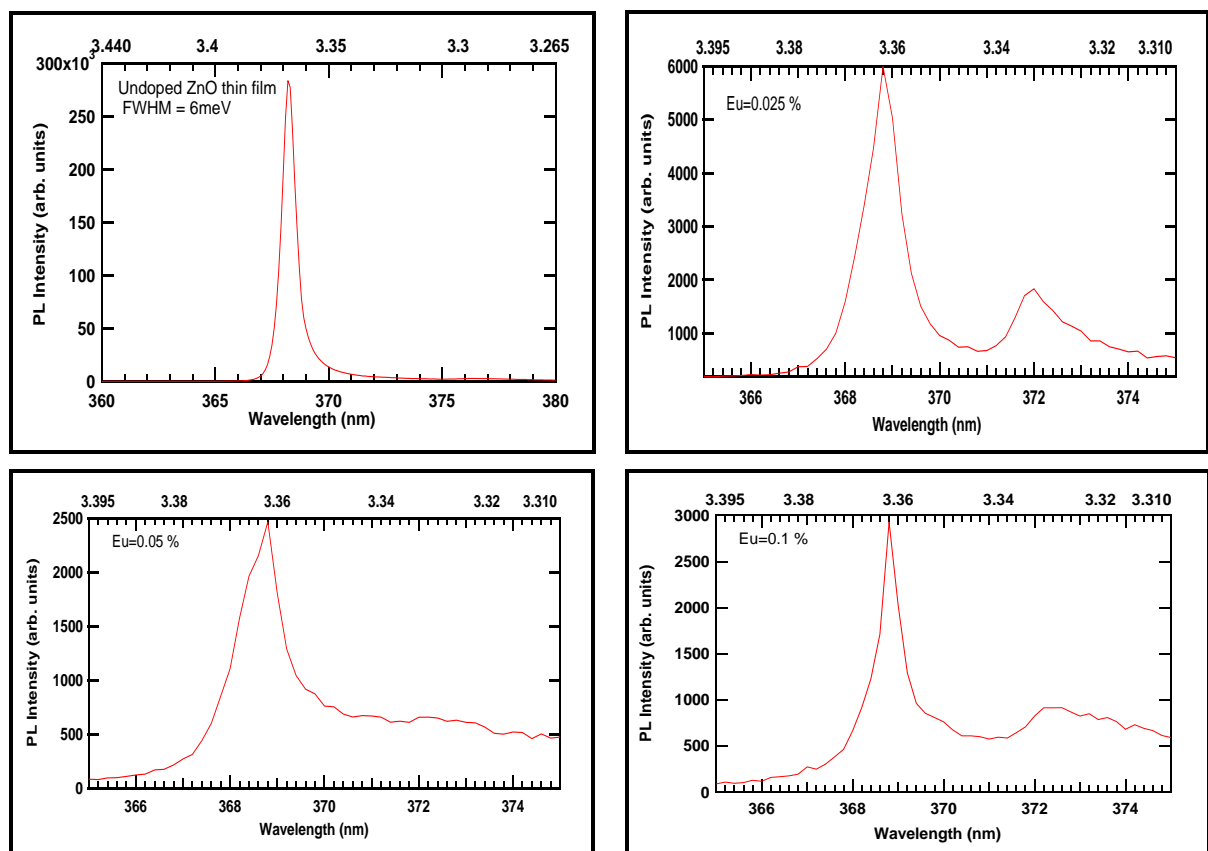 3.440 3.4 3.35 3.3 3.265
300x10³
250
200
150
100
50
0
PL Intensity (arb. units)
Undoped ZnO thin film
FWHM = 6meV
360 365 370 375 380
Wavelength (nm)
3.395 3.38 3.36 3.34 3.32 3.310
6000
5000
4000
3000
2000
1000
PL Intensity (arb. units)
Eu=0.025 %
366 368 370 372 374
Wavelength (nm)
3.395 3.38 3.36 3.34 3.32 3.310
2500
2000
1500
1000
500
0
PL Intensity (arb. units)
Eu=0.05 %
366 368 370 372 374
Wavelength (nm)
3.395 3.38 3.36 3.34 3.32 3.310
3000
2500
2000
1500
1000
500
0
PL Intensity (arb. units)
Eu=0.1 %
366 368 370 372 374
Wavelength (nm)